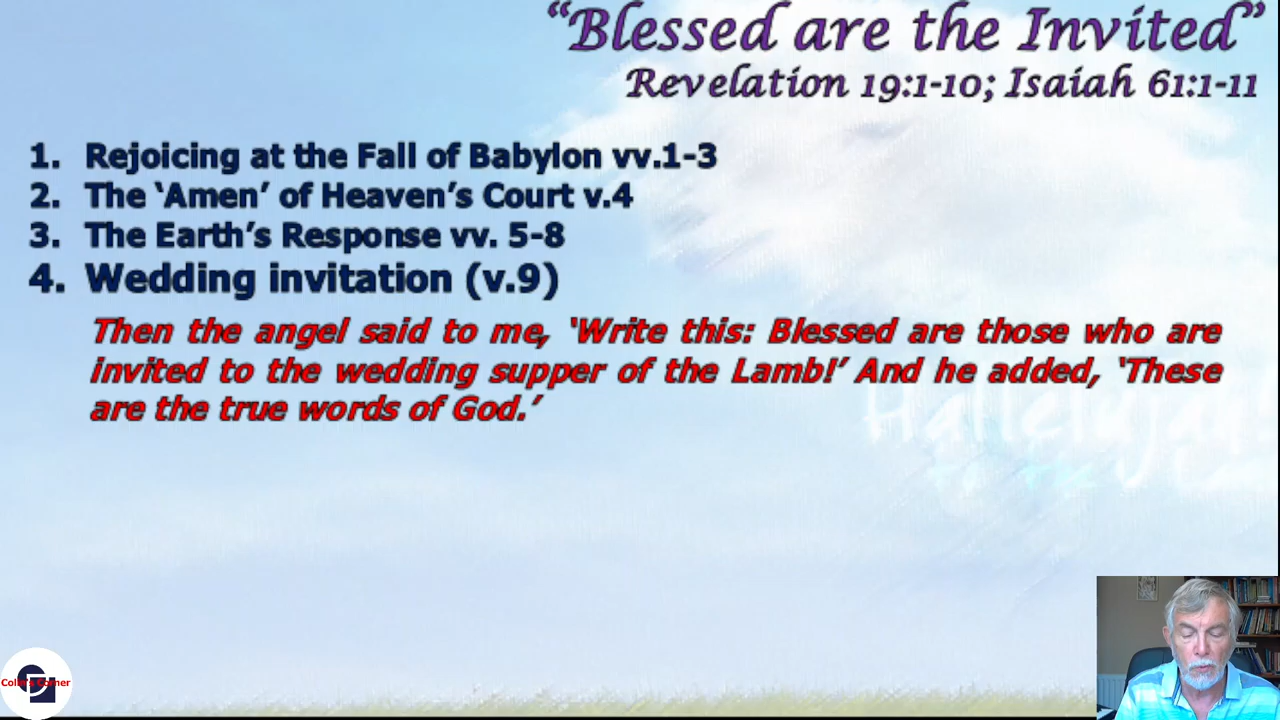 “Blessed are the Invited”
Revelation 19:1-10; Isaiah 61:1-11
1. Rejoicing at the Fall of Babylon vv.1-3
2. The ‘Amen’ of Heaven’s Court v.4
3. The Earth’s Response vv. 5-8
4. Wedding invitation (v.9)
Then the angel said to me, ‘Write this: Blessed are those who are
invited to the wedding supper of the Lamb!’ And he added, ‘These
are the true words of God.’
Hallelujah!
Corner